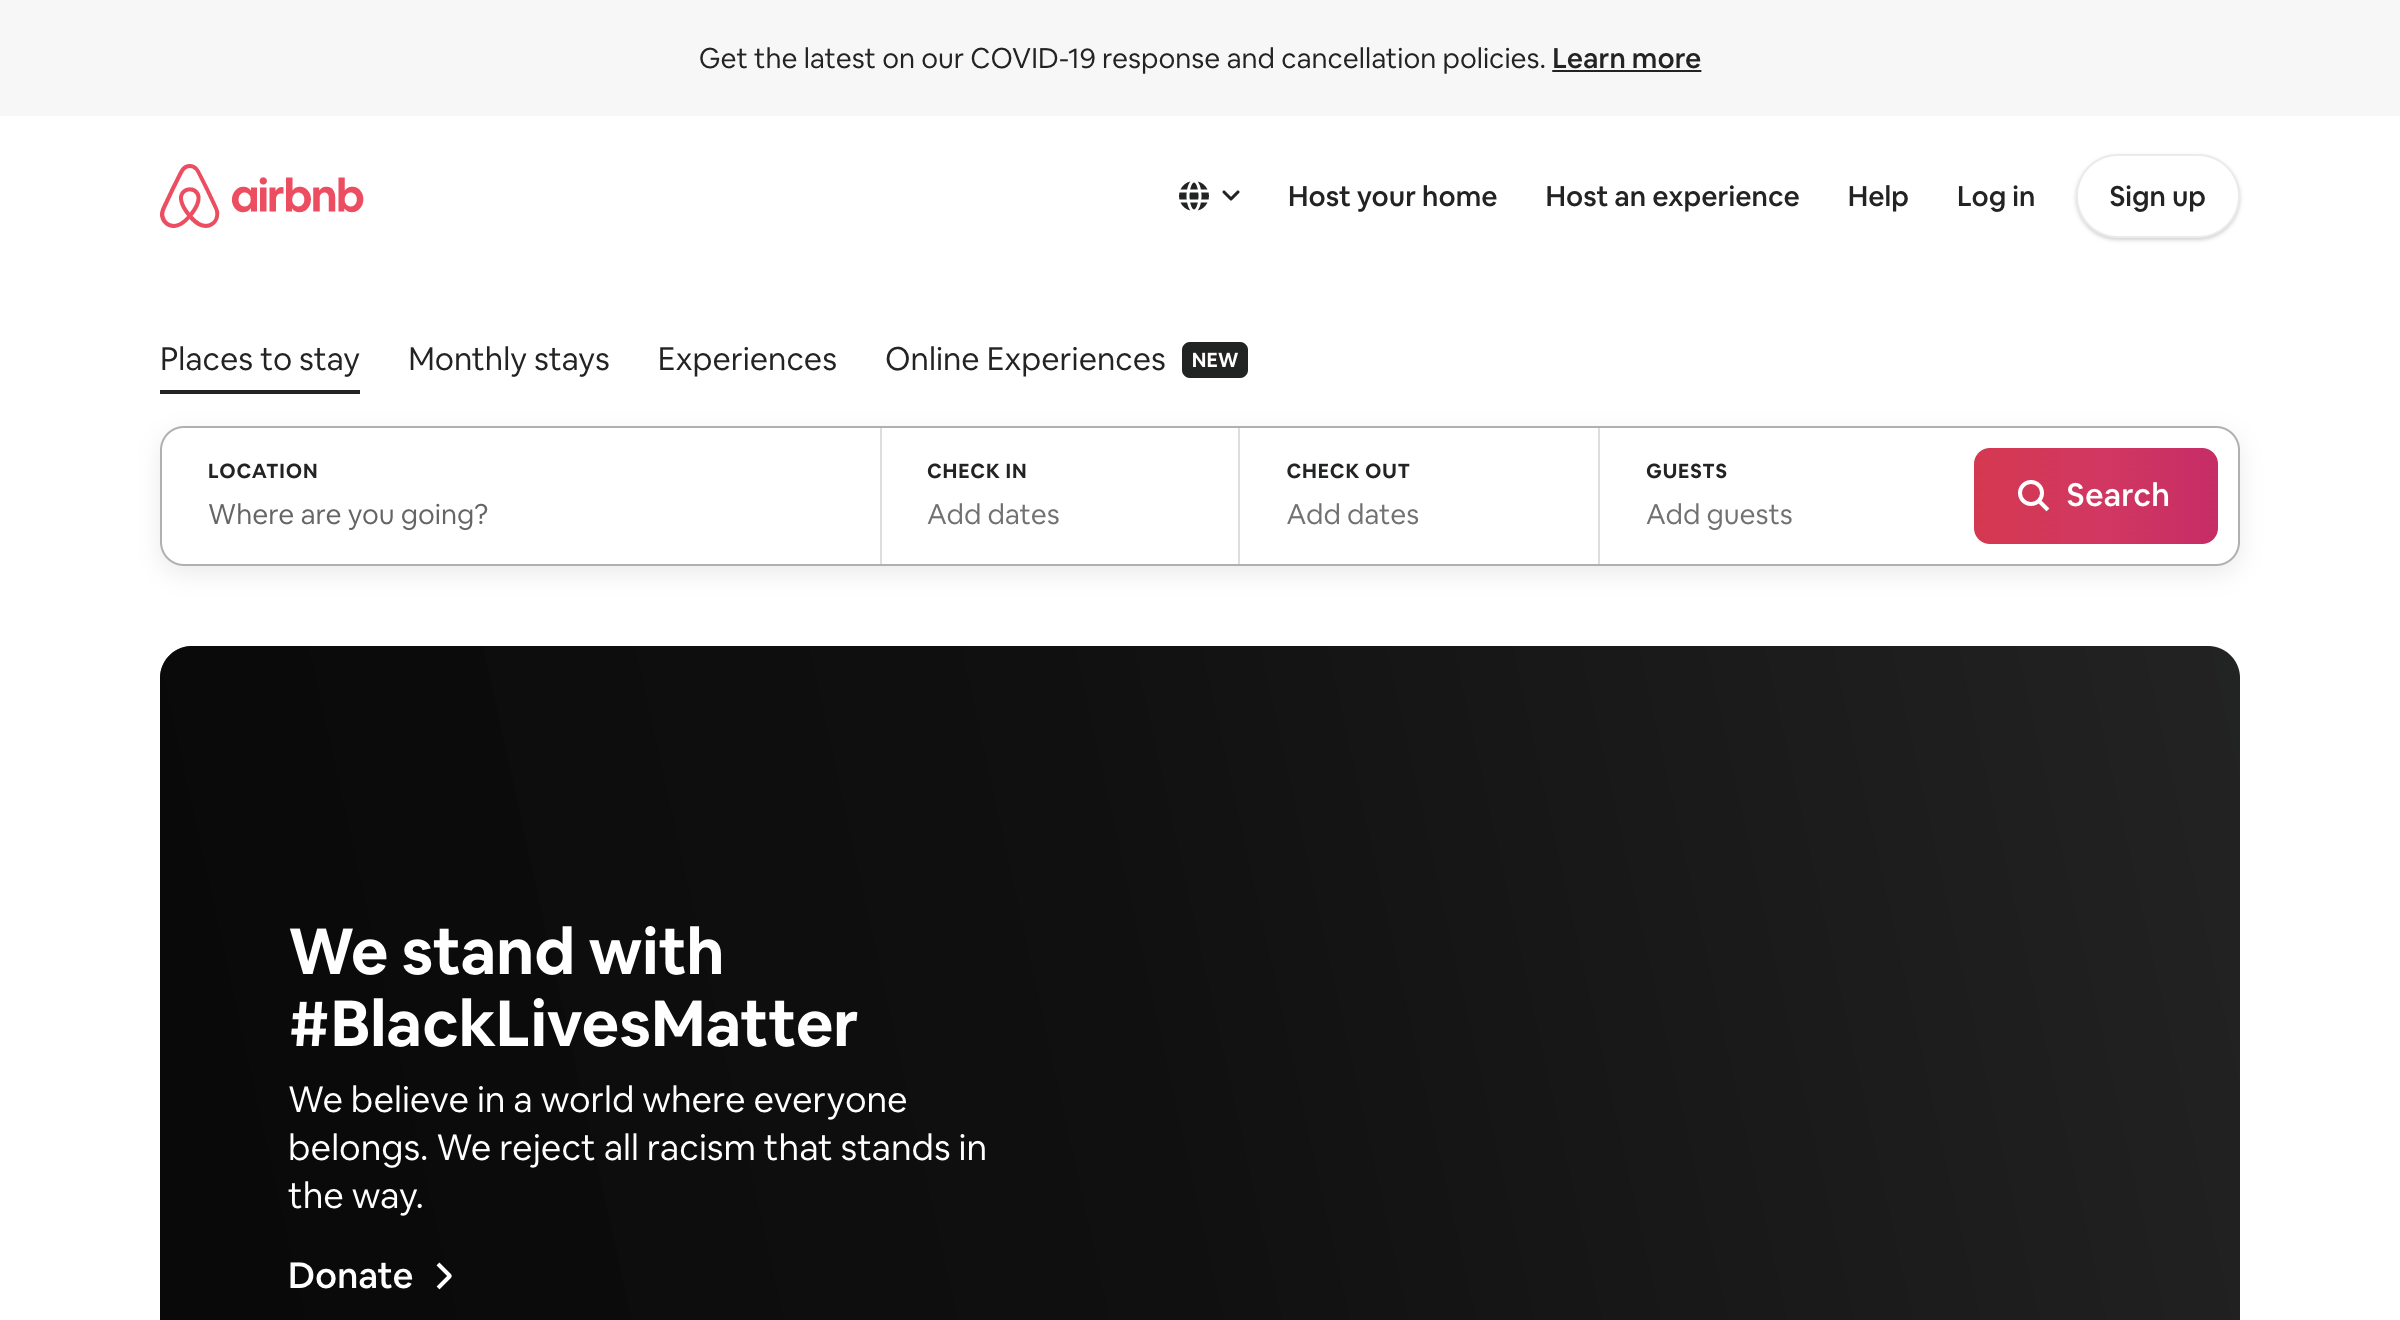 Get the latest on our COVID-19 response and cancellation policies. Learn more
airbnb
Host your home
Host an experience
Help
Log in
Sign up
Places to stay
Monthly stays
Experiences
Online Experiences NEW
LOCATION
Where are you going?
CHECK IN
Add dates
CHECK OUT
Add dates
GUESTS
Add guests
Search
We stand with
#BlackLivesMatter
We believe in a world where everyone
belongs. We reject all racism that stands in
the way.
Donate